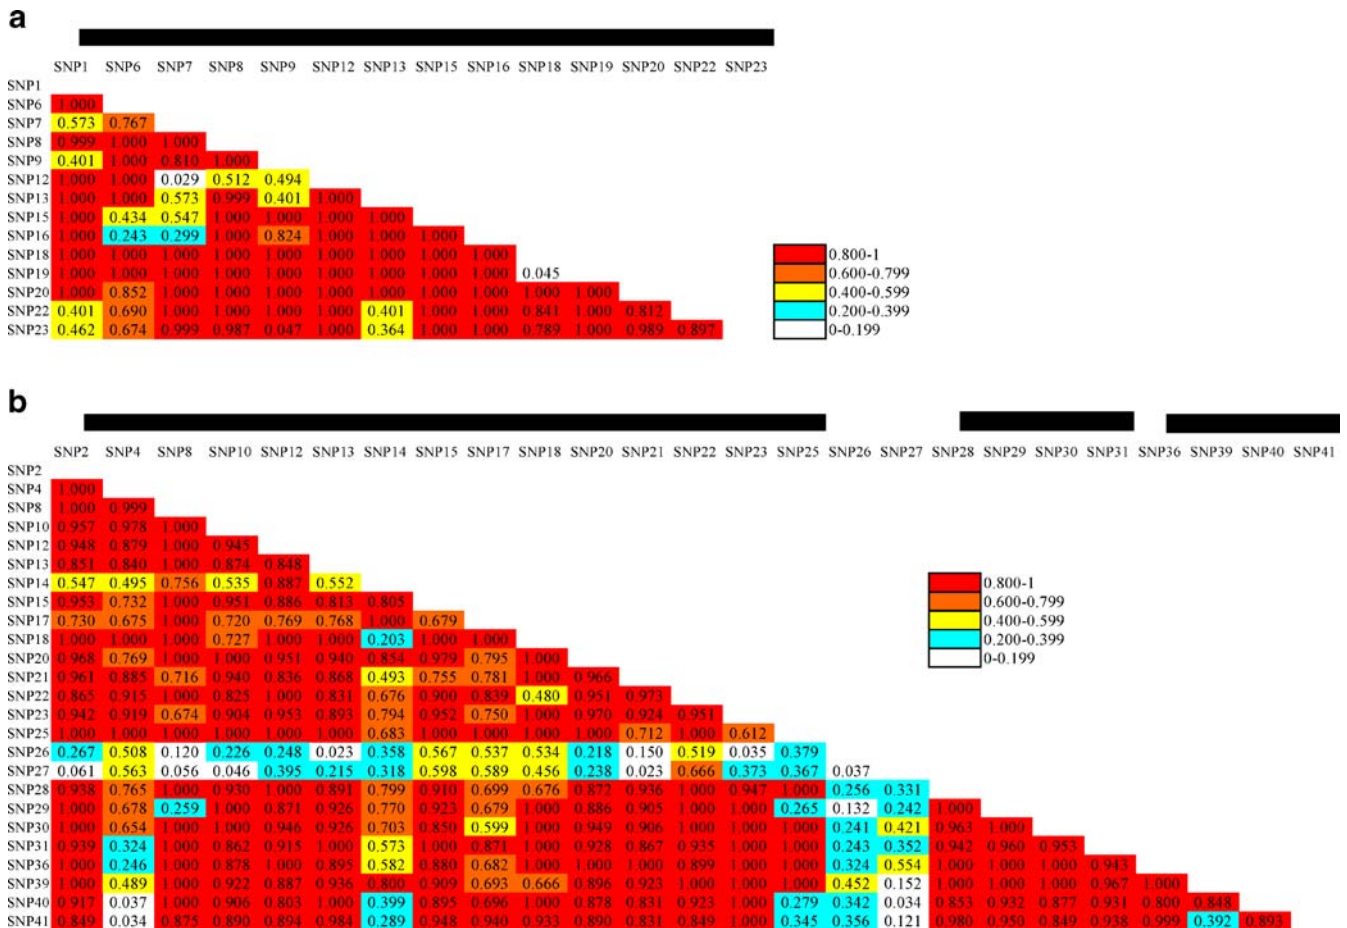 a
SNP1 SNP6 SNP7 SNP8 SNP9 SNP12 SNP13 SNP15 SNP16 SNP18 SNP19 SNP20 SNP22 SNP23
SNP1
SNP6 1.000
SNP7 0.573 0.767
SNP8 0.999 1.000 1.000
SNP9 0.401 1.000 0.810 1.000
SNP12 1.000 1.000 0.029 0.512 0.494
SNP13 1.000 1.000 0.573 0.999 0.401 1.000
SNP15 1.000 0.434 0.547 1.000 1.000 1.000 1.000
SNP16 1.000 0.243 0.299 1.000 0.824 1.000 1.000 1.000
SNP18 1.000 1.000 1.000 1.000 1.000 1.000 1.000 1.000 1.000 0.800-1
SNP19 1.000 1.000 1.000 1.000 1.000 1.000 1.000 1.000 1.000 0.045 0.600-0.799
SNP20 1.000 0.852 1.000 1.000 1.000 1.000 1.000 1.000 1.000 1.000 1.000 0.400-0.599
SNP22 0.401 0.690 1.000 1.000 1.000 1.000 0.401 1.000 1.000 0.841 1.000 0.812 0.200-0.399
SNP23 0.462 0.674 0.999 0.987 0.047 1.000 0.364 1.000 1.000 0.789 1.000 0.989 0.897 0-0.199
b
SNP2 SNP4 SNP8 SNP10 SNP12 SNP13 SNP14 SNP15 SNP17 SNP18 SNP20 SNP21 SNP22 SNP23 SNP25 SNP26 SNP27 SNP28 SNP29 SNP30 SNP31 SNP36 SNP39 SNP40 SNP41
SNP2
SNP4 1.000
SNP8 1.000 0.999
SNP10 0.957 0.978 1.000
SNP12 0.948 0.879 1.000 0.945
SNP13 0.851 0.840 1.000 0.874 0.848
SNP14 0.547 0.495 0.756 0.535 0.887 0.552 0.800-1
SNP15 0.953 0.732 1.000 0.951 0.886 0.813 0.805 0.600-0.799
SNP17 0.730 0.675 1.000 0.720 0.769 0.768 1.000 0.679 0.400-0.599
SNP18 1.000 1.000 1.000 0.727 1.000 1.000 0.203 1.000 1.000 0.200-0.399
SNP20 0.968 0.769 1.000 1.000 0.951 0.940 0.854 0.979 0.795 1.000 0-0.199
SNP21 0.961 0.885 0.716 0.940 0.836 0.868 0.493 0.755 0.781 1.000 0.966
SNP22 0.865 0.915 1.000 0.825 1.000 0.831 0.676 0.900 0.839 0.480 0.951 0.973
SNP23 0.942 0.919 0.674 0.904 0.953 0.893 0.794 0.952 0.750 1.000 0.970 0.924 0.951
SNP25 1.000 1.000 1.000 1.000 1.000 1.000 0.683 1.000 1.000 1.000 1.000 0.712 1.000 0.612
SNP26 0.267 0.508 0.120 0.226 0.248 0.023 0.358 0.567 0.537 0.534 0.218 0.150 0.519 0.035 0.379
SNP27 0.061 0.563 0.056 0.046 0.395 0.215 0.318 0.598 0.589 0.456 0.238 0.023 0.666 0.373 0.367 0.037
SNP28 0.938 0.765 1.000 0.930 1.000 0.891 0.799 0.910 0.699 0.676 0.872 0.936 1.000 0.947 1.000 0.256 0.331
SNP29 1.000 0.678 0.259 1.000 0.871 0.926 0.770 0.923 0.679 1.000 0.886 0.905 1.000 1.000 0.265 0.132 0.242 1.000
SNP30 1.000 0.654 1.000 1.000 0.946 0.926 0.703 0.850 0.599 1.000 0.949 0.906 1.000 1.000 1.000 0.241 0.421 0.963 1.000
SNP31 0.939 0.324 1.000 0.862 0.915 1.000 0.573 1.000 0.871 1.000 0.928 0.867 0.935 1.000 1.000 0.243 0.352 0.942 0.960 0.953
SNP36 1.000 0.246 1.000 0.878 1.000 0.895 0.582 0.880 0.682 1.000 1.000 1.000 0.899 1.000 1.000 0.324 0.554 1.000 1.000 1.000 0.943
SNP39 1.000 0.489 1.000 0.922 0.887 0.936 0.800 0.909 0.693 0.666 0.896 0.923 1.000 1.000 1.000 0.452 0.152 1.000 1.000 1.000 0.967 1.000
SNP40 0.917 0.037 1.000 0.906 0.803 1.000 0.399 0.895 0.696 1.000 0.878 0.831 0.923 1.000 0.279 0.342 0.034 0.853 0.932 0.877 0.931 0.800 0.848
SNP41 0.849 0.034 0.875 0.890 0.894 0.984 0.289 0.948 0.940 0.933 0.890 0.831 0.849 1.000 0.345 0.356 0.121 0.980 0.950 0.849 0.938 0.999 0.392 0.893